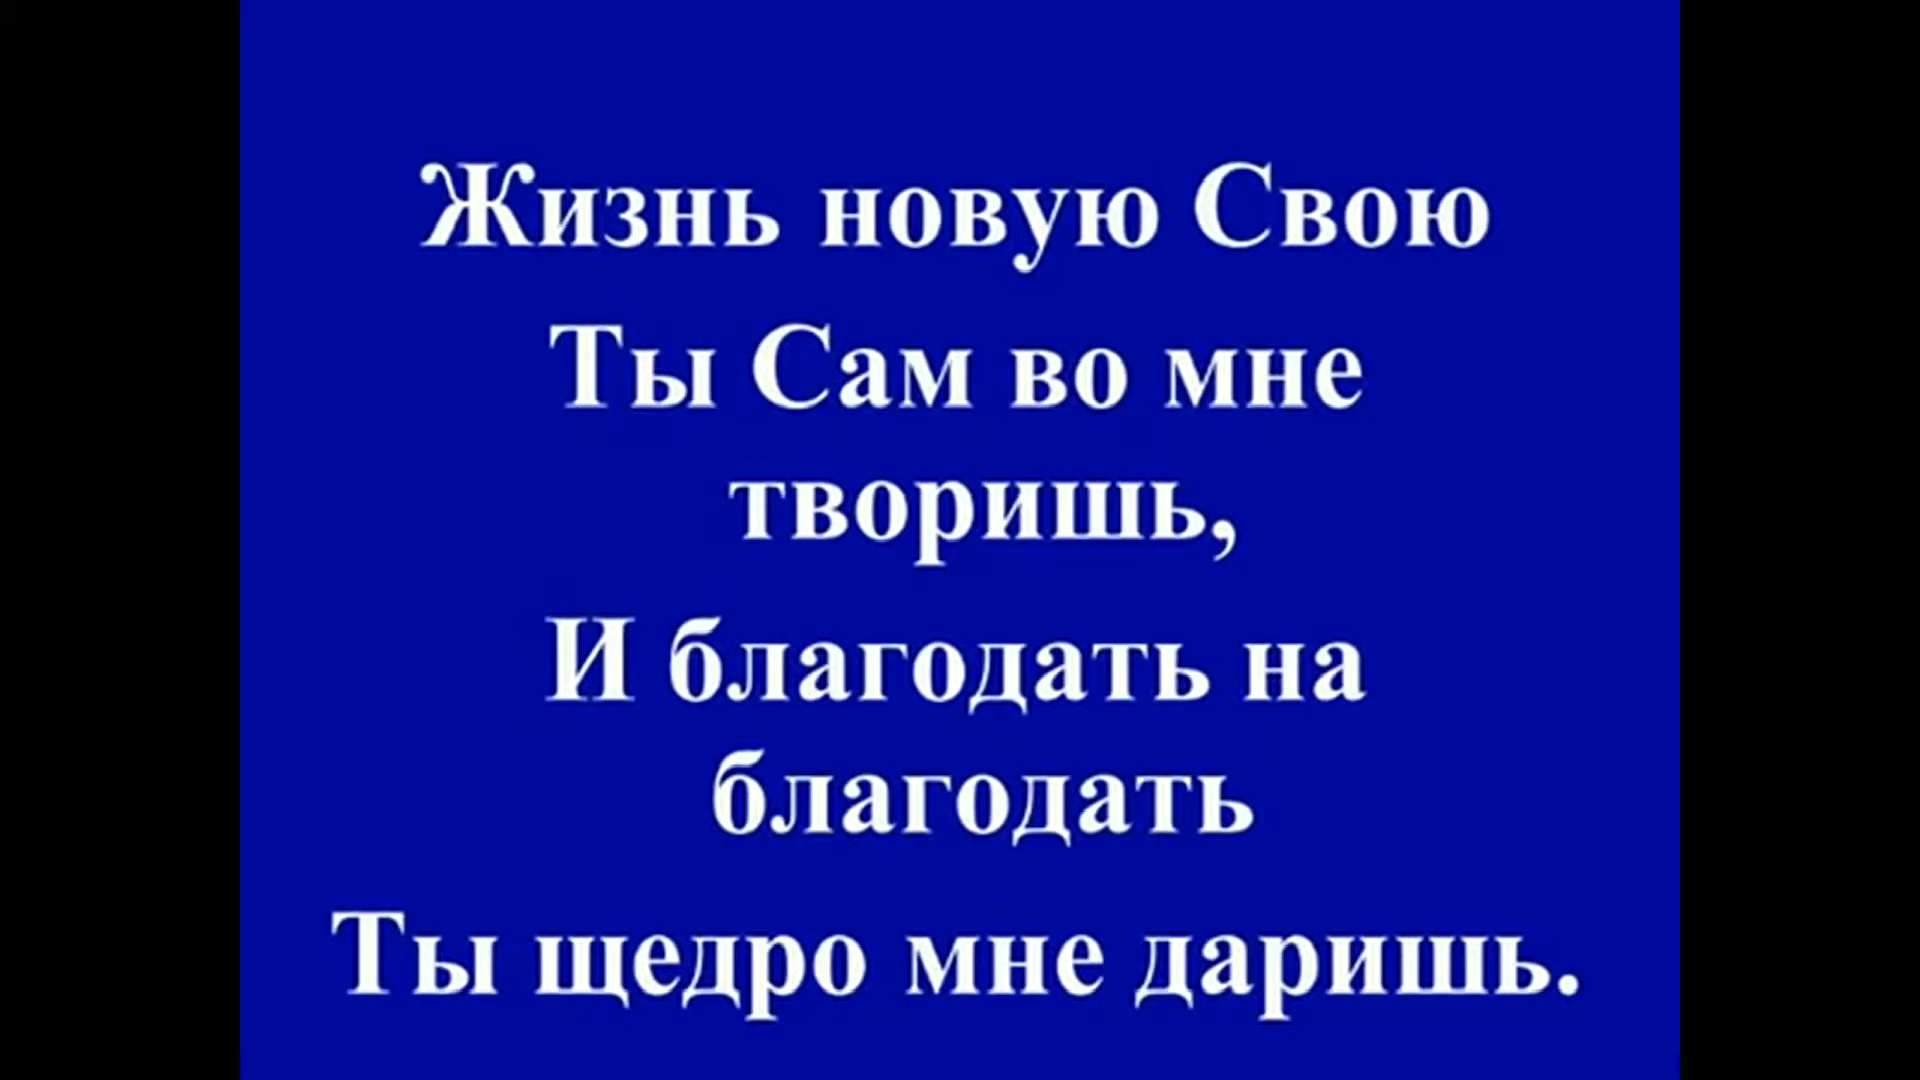 Жизнь новую Свою
Ты Сам во мне
творишь,
И благодать на
благодать
Ты щедро мне даришь.